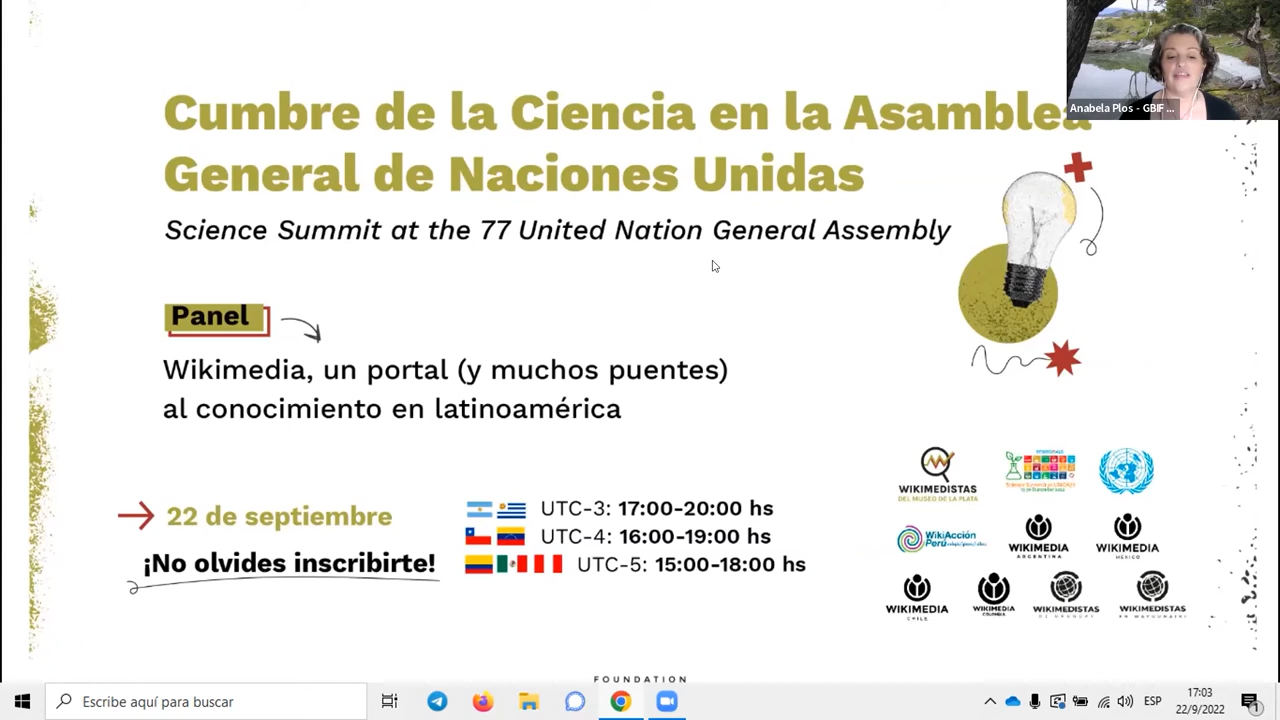 Cumbre de la Ciencia en la Asamblea
General de Naciones Unidas
Science Summit at the 77 United Nation General Assembly
Anabela Plos - GBIF ...
Panel
Wikimedia, un portal (y muchos puentes)
al conocimiento en latinoamérica
22 de septiembre
¡No olvides inscribirte!
UTC-3: 17:00-20:00 hs
UTC-4: 16:00-19:00 hs
UTC-5: 15:00-18:00 hs
WIKIMEDISTAS
DEL MUSEO DE LA PLATA
WikiAcción
Perú
WIKIMEDIA
ARGENTINA
WIKIMEDIA
MÉXICO
WIKIMEDIA
CHILE
WIKIMEDIA
COLOMBIA
WIKIMEDISTAS
DE URUGUAY
WIKIMEDISTAS
FOUNDATION
Escribe aquí para buscar
ESP
17:03
22/9/2022
1